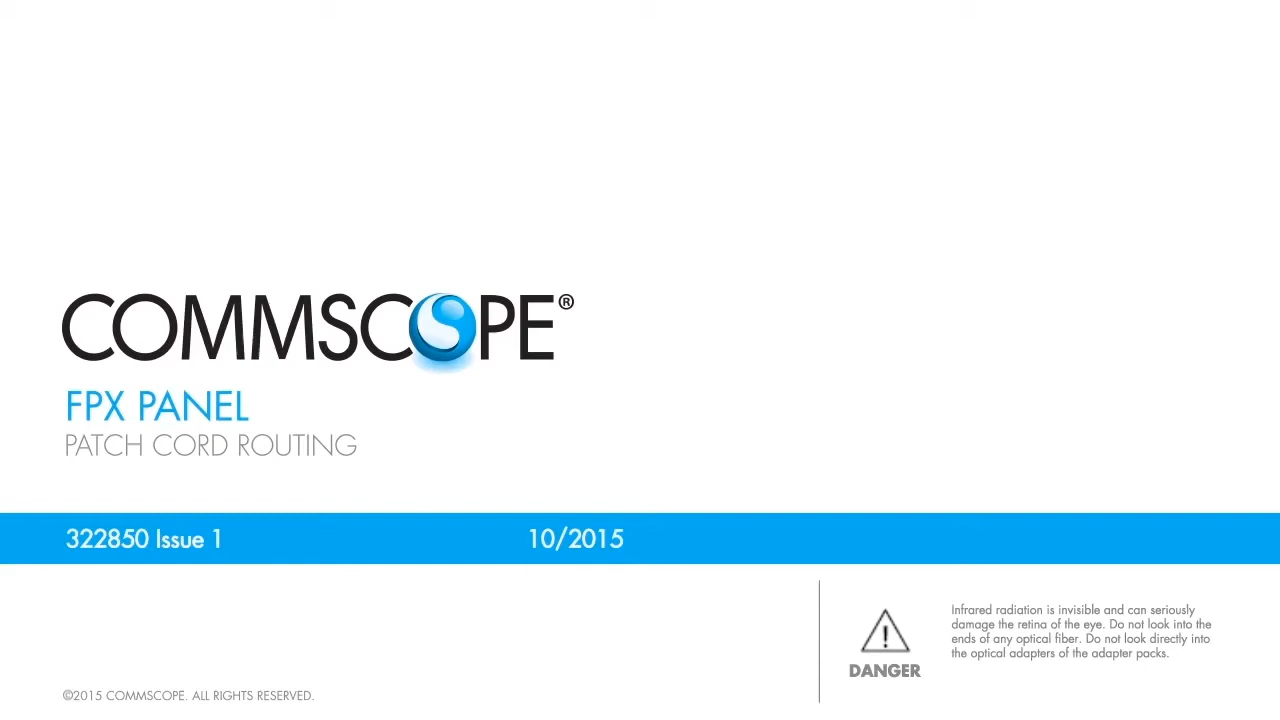 COMMSCOPE®
FPX PANEL
PATCH CORD ROUTING
322850 Issue 1
10/2015
Infrared radiation is invisible and can seriously
damage the retina of the eye. Do not look into the
ends of any optical fiber. Do not look directly into
the optical adapters of the adapter packs.
DANGER
©2015 COMMSCOPE. ALL RIGHTS RESERVED.